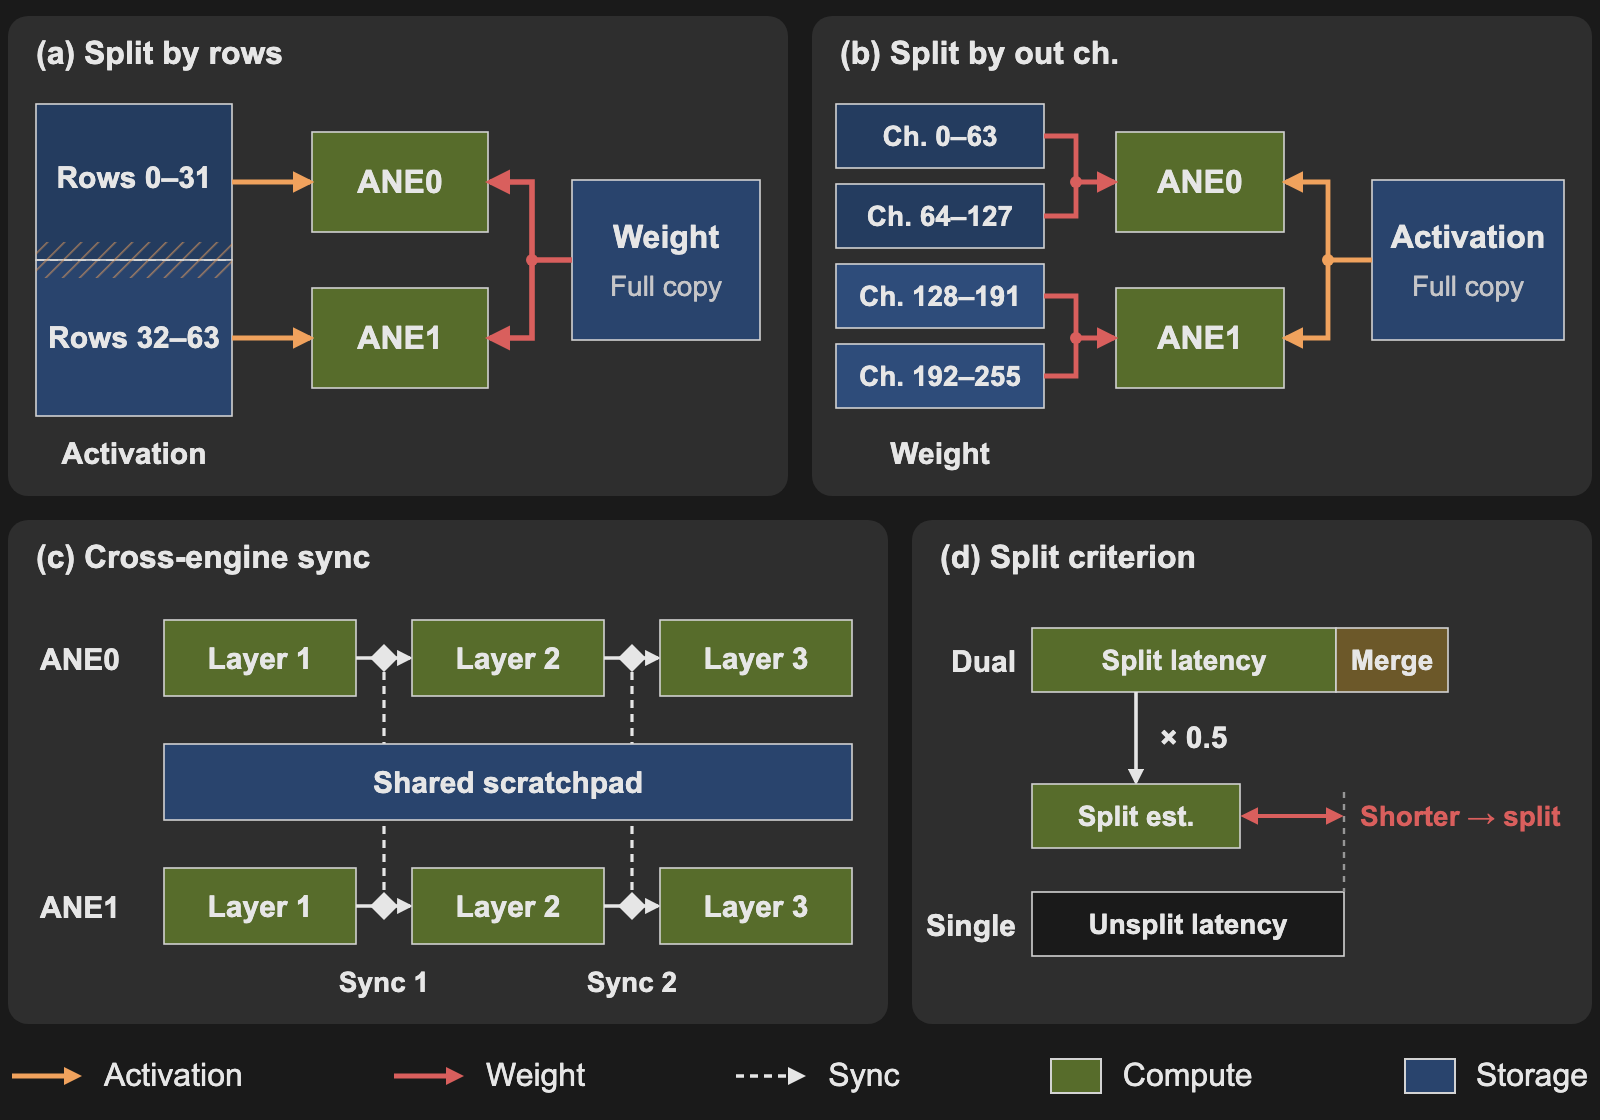 (a) Split by rows
Rows 0–31
Rows 32–63
Activation
ANE0
ANE1
Weight
Full copy
(b) Split by out ch.
Ch. 0–63
Ch. 64–127
Ch. 128–191
Ch. 192–255
Weight
ANE0
ANE1
Activation
Full copy
(c) Cross-engine sync
ANE0
Layer 1
Layer 2
Layer 3
Shared scratchpad
ANE1
Layer 1
Layer 2
Layer 3
Sync 1
Sync 2
(d) Split criterion
Dual
Split latency
Merge
× 0.5
Split est.
Shorter → split
Single
Unsplit latency
Activation
Weight
Sync
Compute
Storage